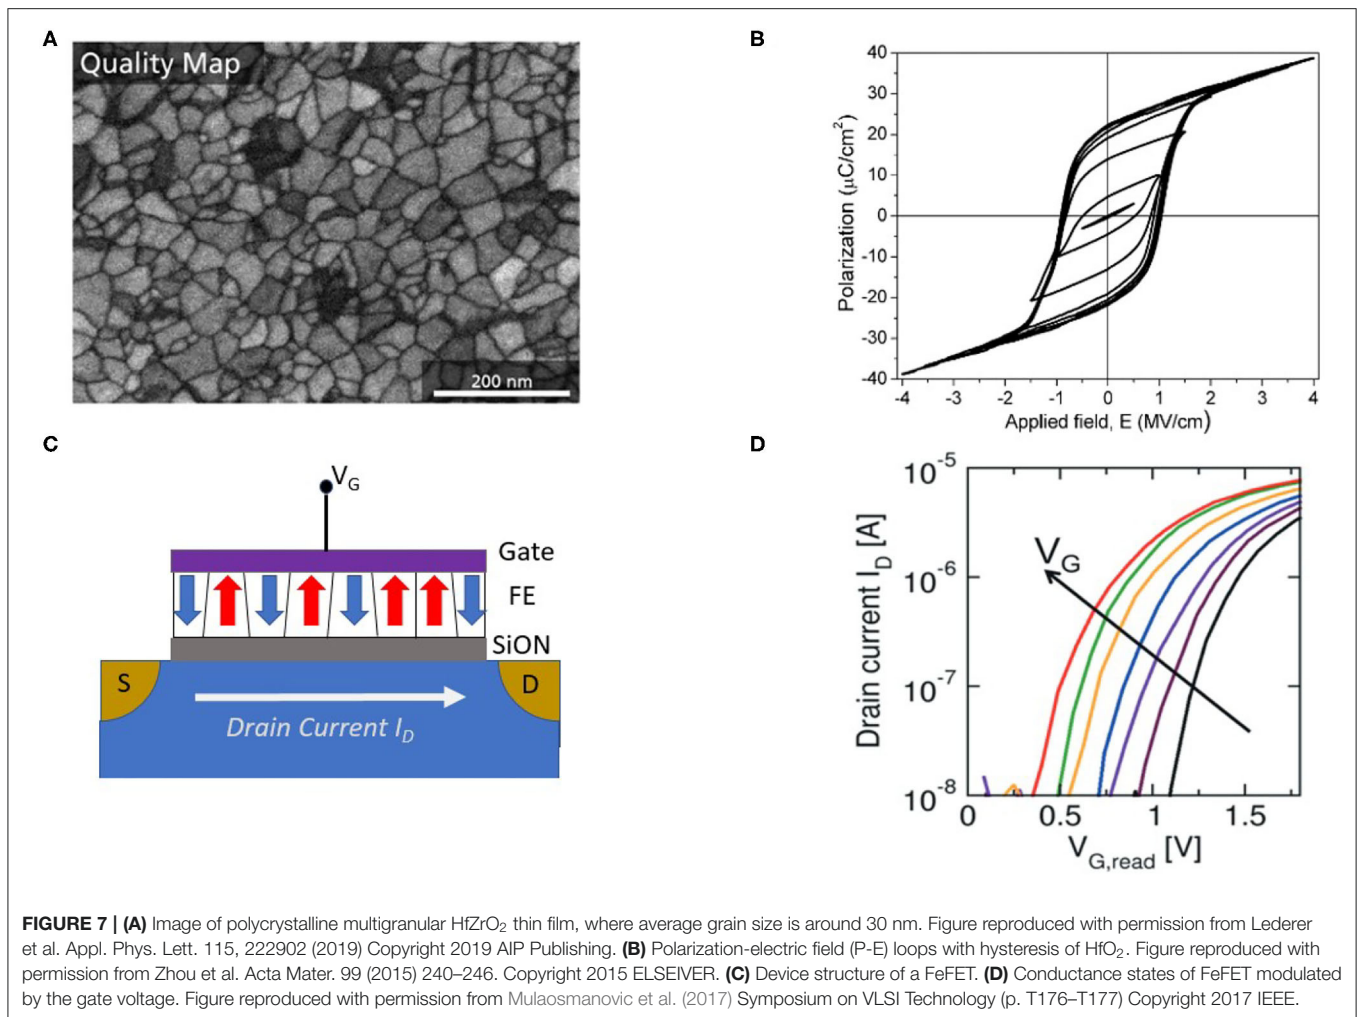 A
Quality Map
200 nm
B
Polarization (μC/cm²)
40
30
20
10
0
-10
-20
-30
-40
-4 -3 -2 -1 0 1 2 3 4
Applied field, E (MV/cm)
C
V_G
Gate
FE
SiON
S
D
Drain Current I_D
D
Drain current I_D [A]
10⁻⁵
10⁻⁶
10⁻⁷
10⁻⁸
V_G
0 0.5 1 1.5
V_G,read [V]
FIGURE 7 | (A) Image of polycrystalline multigranular HfZrO₂ thin film, where average grain size is around 30 nm. Figure reproduced with permission from Lederer
et al. Appl. Phys. Lett. 115, 222902 (2019) Copyright 2019 AIP Publishing. (B) Polarization-electric field (P-E) loops with hysteresis of HfO₂. Figure reproduced with
permission from Zhou et al. Acta Mater. 99 (2015) 240–246. Copyright 2015 ELSEIVER. (C) Device structure of a FeFET. (D) Conductance states of FeFET modulated
by the gate voltage. Figure reproduced with permission from Mulaosmanovic et al. (2017) Symposium on VLSI Technology (p. T176–T177) Copyright 2017 IEEE.